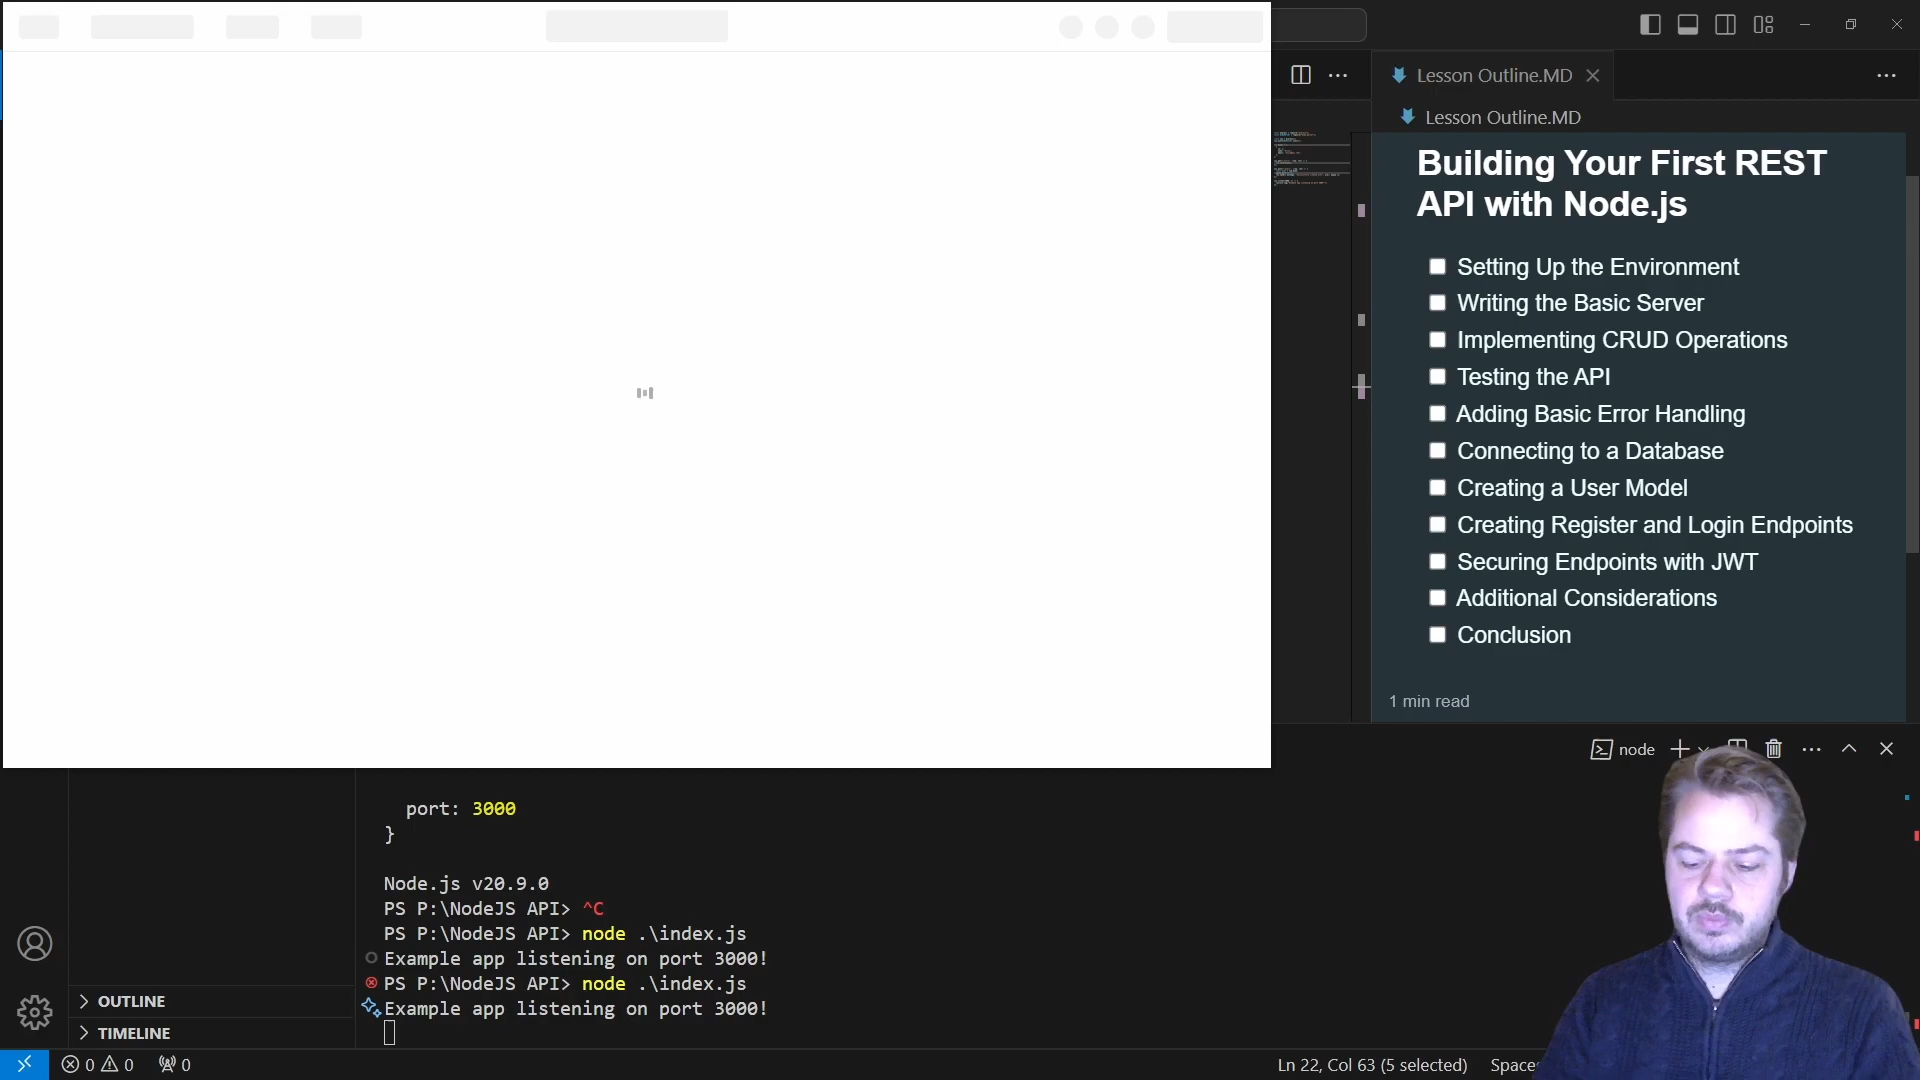 Lesson Outline.MD
Lesson Outline.MD
Building Your First REST
API with Node.js
Setting Up the Environment
Writing the Basic Server
Implementing CRUD Operations
Testing the API
Adding Basic Error Handling
Connecting to a Database
Creating a User Model
Creating Register and Login Endpoints
Securing Endpoints with JWT
Additional Considerations
Conclusion
1 min read
node
port: 3000
}
Node.js v20.9.0
PS P:\NodeJS API> ^C
PS P:\NodeJS API> node .\index.js
Example app listening on port 3000!
PS P:\NodeJS API> node .\index.js
Example app listening on port 3000!
OUTLINE
TIMELINE
0 0 0
Ln 22, Col 63 (5 selected)